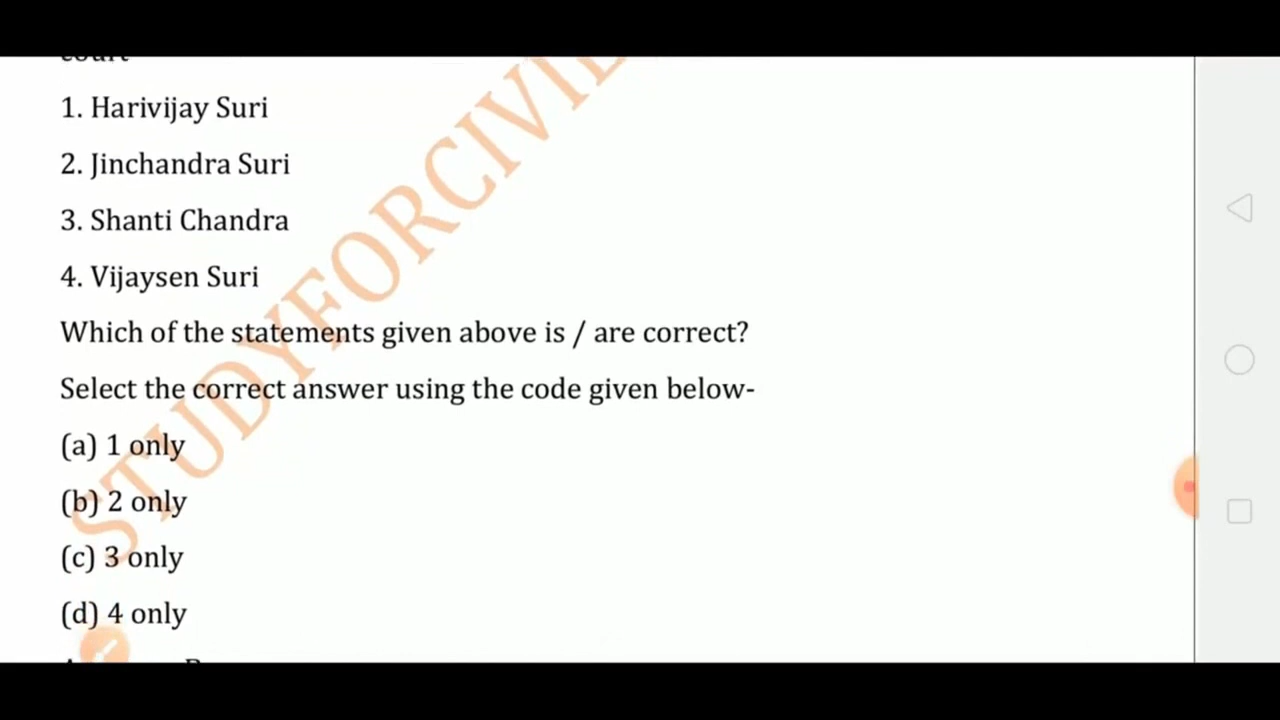 court
1. Harivijay Suri
2. Jinchandra Suri
3. Shanti Chandra
4. Vijaysen Suri
Which of the statements given above is / are correct?
Select the correct answer using the code given below-
(a) 1 only
(b) 2 only
(c) 3 only
(d) 4 only
STUDYFORCIVIL